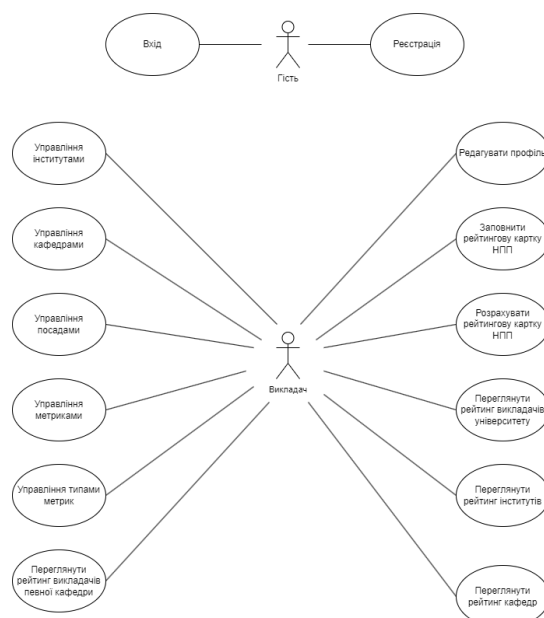 Вхід
Реєстрація
Гість
Управління
інститутами
Редагувати профіль
Управління
кафедрами
Заповнити
рейтингову картку
НПП
Управління
посадами
Розрахувати
рейтингову картку
НПП
Викладач
Управління
метриками
Переглянути
рейтинг викладачів
університету
Управління типами
метрик
Переглянути
рейтинг інститутів
Переглянути
рейтинг викладачів
певної кафедри
Переглянути
рейтинг кафедр